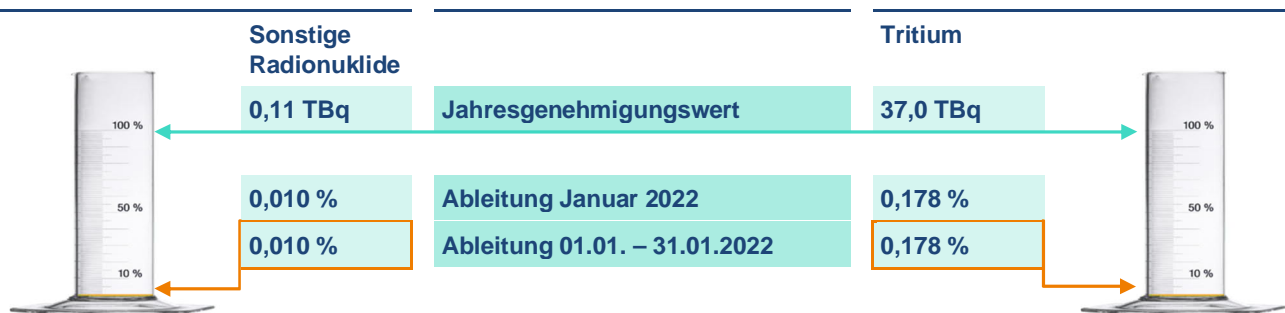 Sonstige
Radionuklide
Tritium
0,11 TBq
Jahresgenehmigungswert
37,0 TBq
100 %
100 %
0,010 %
Ableitung Januar 2022
0,178 %
50 %
50 %
0,010 %
Ableitung 01.01. – 31.01.2022
0,178 %
10 %
10 %